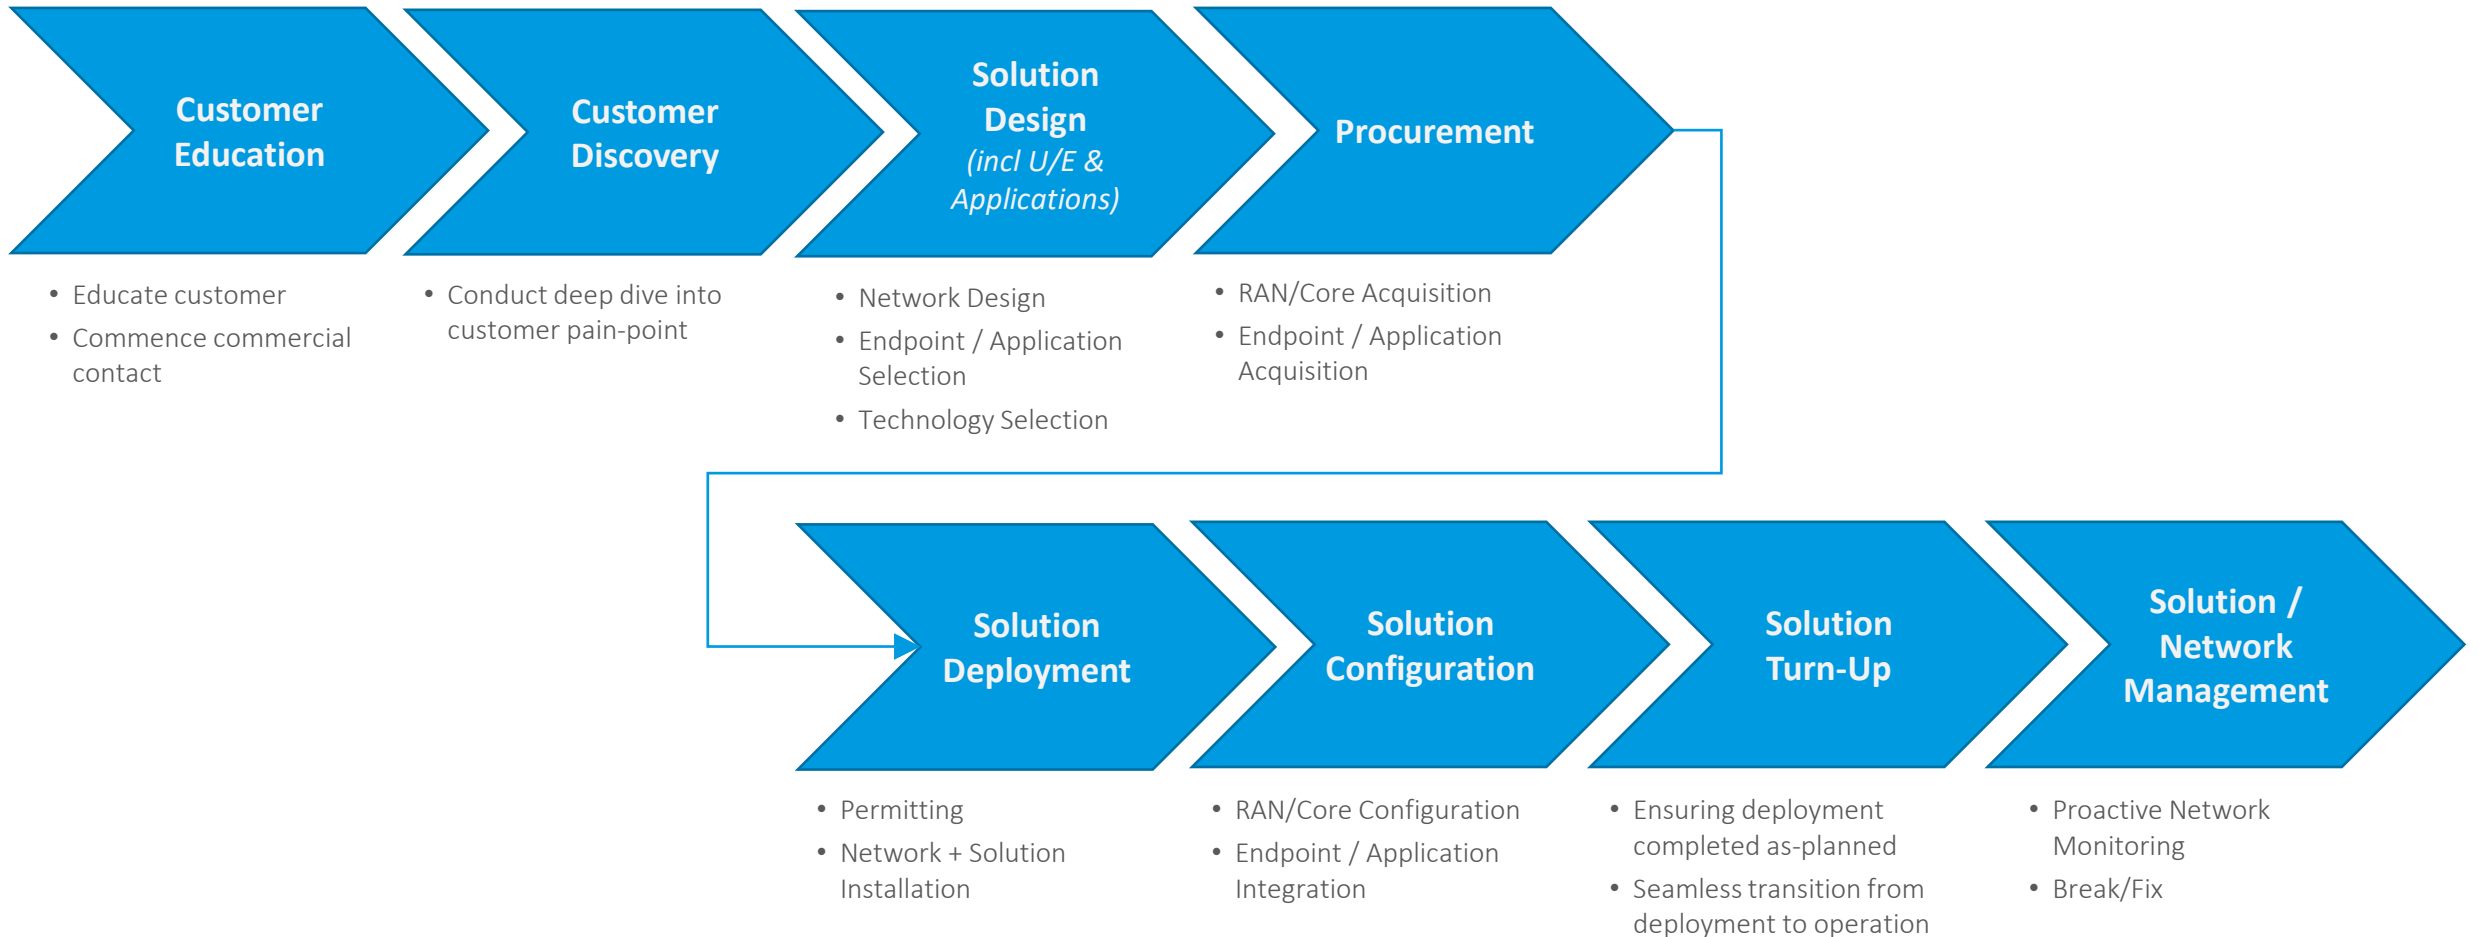 Customer
Education
Customer
Discovery
Solution
Design
(incl U/E &
Applications)
Procurement
• Educate customer
• Commence commercial
contact
• Conduct deep dive into
customer pain-point
• Network Design
• Endpoint / Application
Selection
• Technology Selection
• RAN/Core Acquisition
• Endpoint / Application
Acquisition
Solution
Deployment
Solution
Configuration
Solution
Turn-Up
Solution /
Network
Management
• Permitting
• Network + Solution
Installation
• RAN/Core Configuration
• Endpoint / Application
Integration
• Ensuring deployment
completed as-planned
• Seamless transition from
deployment to operation
• Proactive Network
Monitoring
• Break/Fix